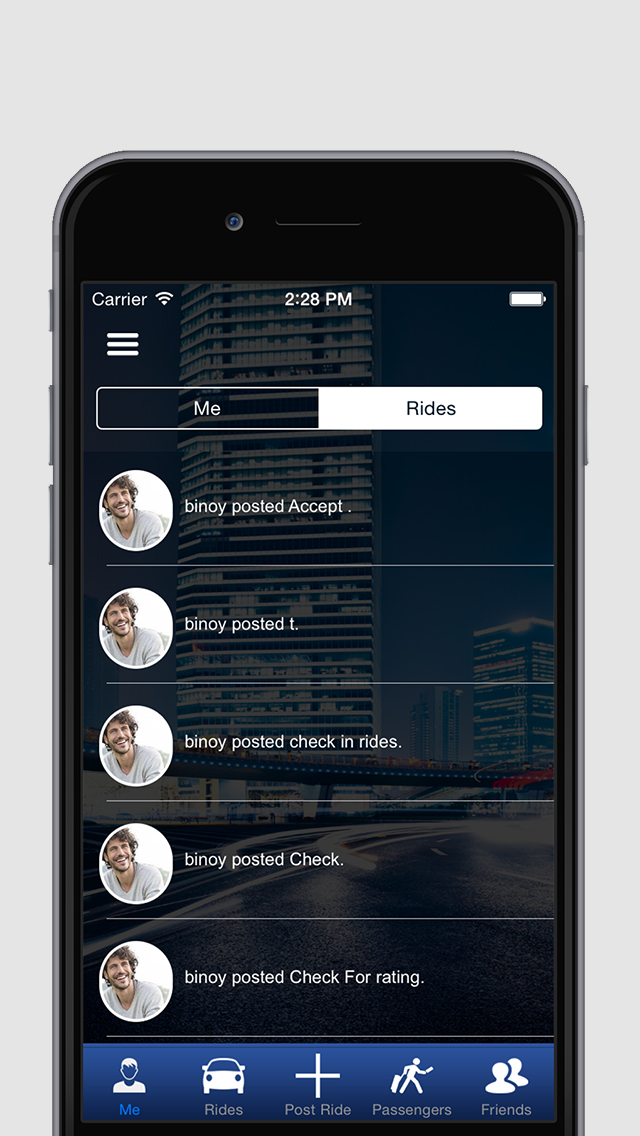 Carrier 2:28 PM
Me Rides
binoy posted Accept .
binoy posted t.
binoy posted check in rides.
binoy posted Check.
binoy posted Check For rating.
Me Rides Post Ride Passengers Friends